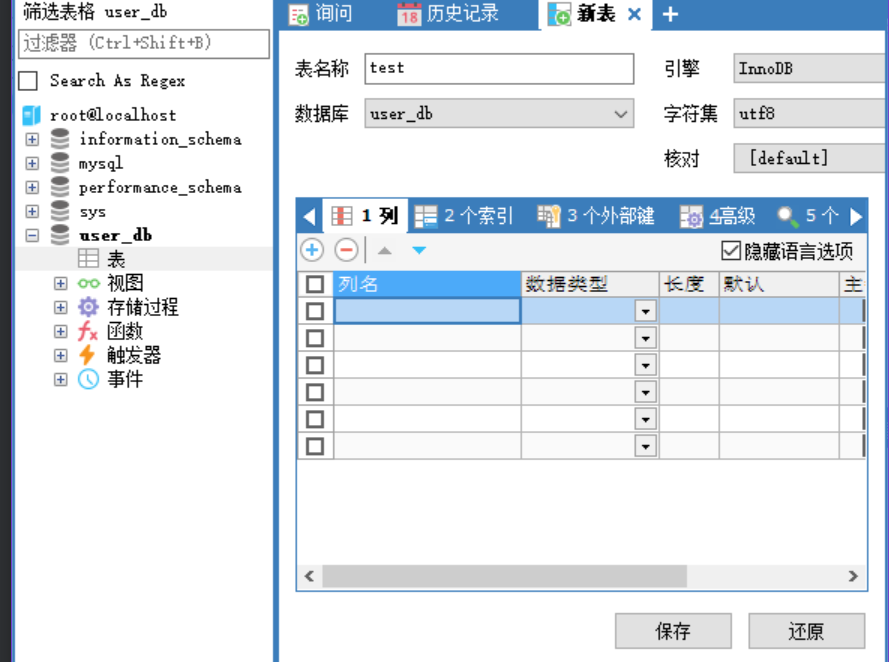 筛选表格 user_db
过滤器 (Ctrl+Shift+B)
Search As Regex
root@localhost
information_schema
mysql
performance_schema
sys
user_db
表
视图
存储过程
函数
触发器
事件
询问
18 历史记录
新表
表名称 test
引擎 InnoDB
数据库 user_db
字符集 utf8
核对 [default]
1 列
2 个索引
3 个外部键
4高级
5 个
隐藏语言选项
列名 数据类型 长度 默认 主
保存
还原